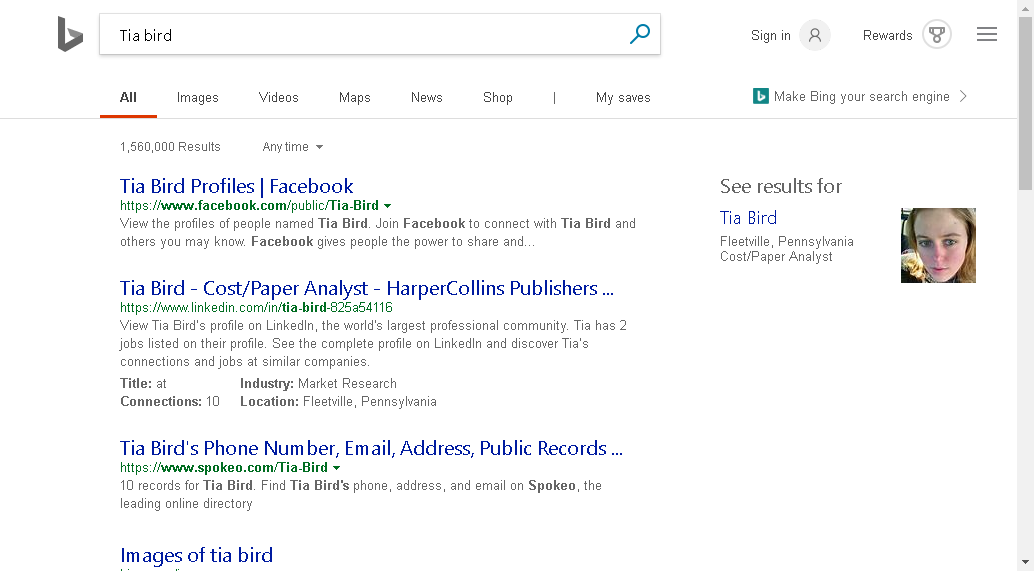 Tia bird
Sign in
Rewards
All
Images
Videos
Maps
News
Shop
|
My saves
Make Bing your search engine
1,560,000 Results
Any time
Tia Bird Profiles | Facebook
https://www.facebook.com/public/Tia-Bird
View the profiles of people named Tia Bird. Join Facebook to connect with Tia Bird and
others you may know. Facebook gives people the power to share and...
Tia Bird - Cost/Paper Analyst - HarperCollins Publishers ...
https://www.linkedin.com/in/tia-bird-825a54116
View Tia Bird's profile on LinkedIn, the world's largest professional community. Tia has 2
jobs listed on their profile. See the complete profile on LinkedIn and discover Tia's
connections and jobs at similar companies.
Title: at
Industry: Market Research
Connections: 10
Location: Fleetville, Pennsylvania
Tia Bird's Phone Number, Email, Address, Public Records ...
https://www.spokeo.com/Tia-Bird
10 records for Tia Bird. Find Tia Bird's phone, address, and email on Spokeo, the
leading online directory
Images of tia bird
See results for
Tia Bird
Fleetville, Pennsylvania
Cost/Paper Analyst